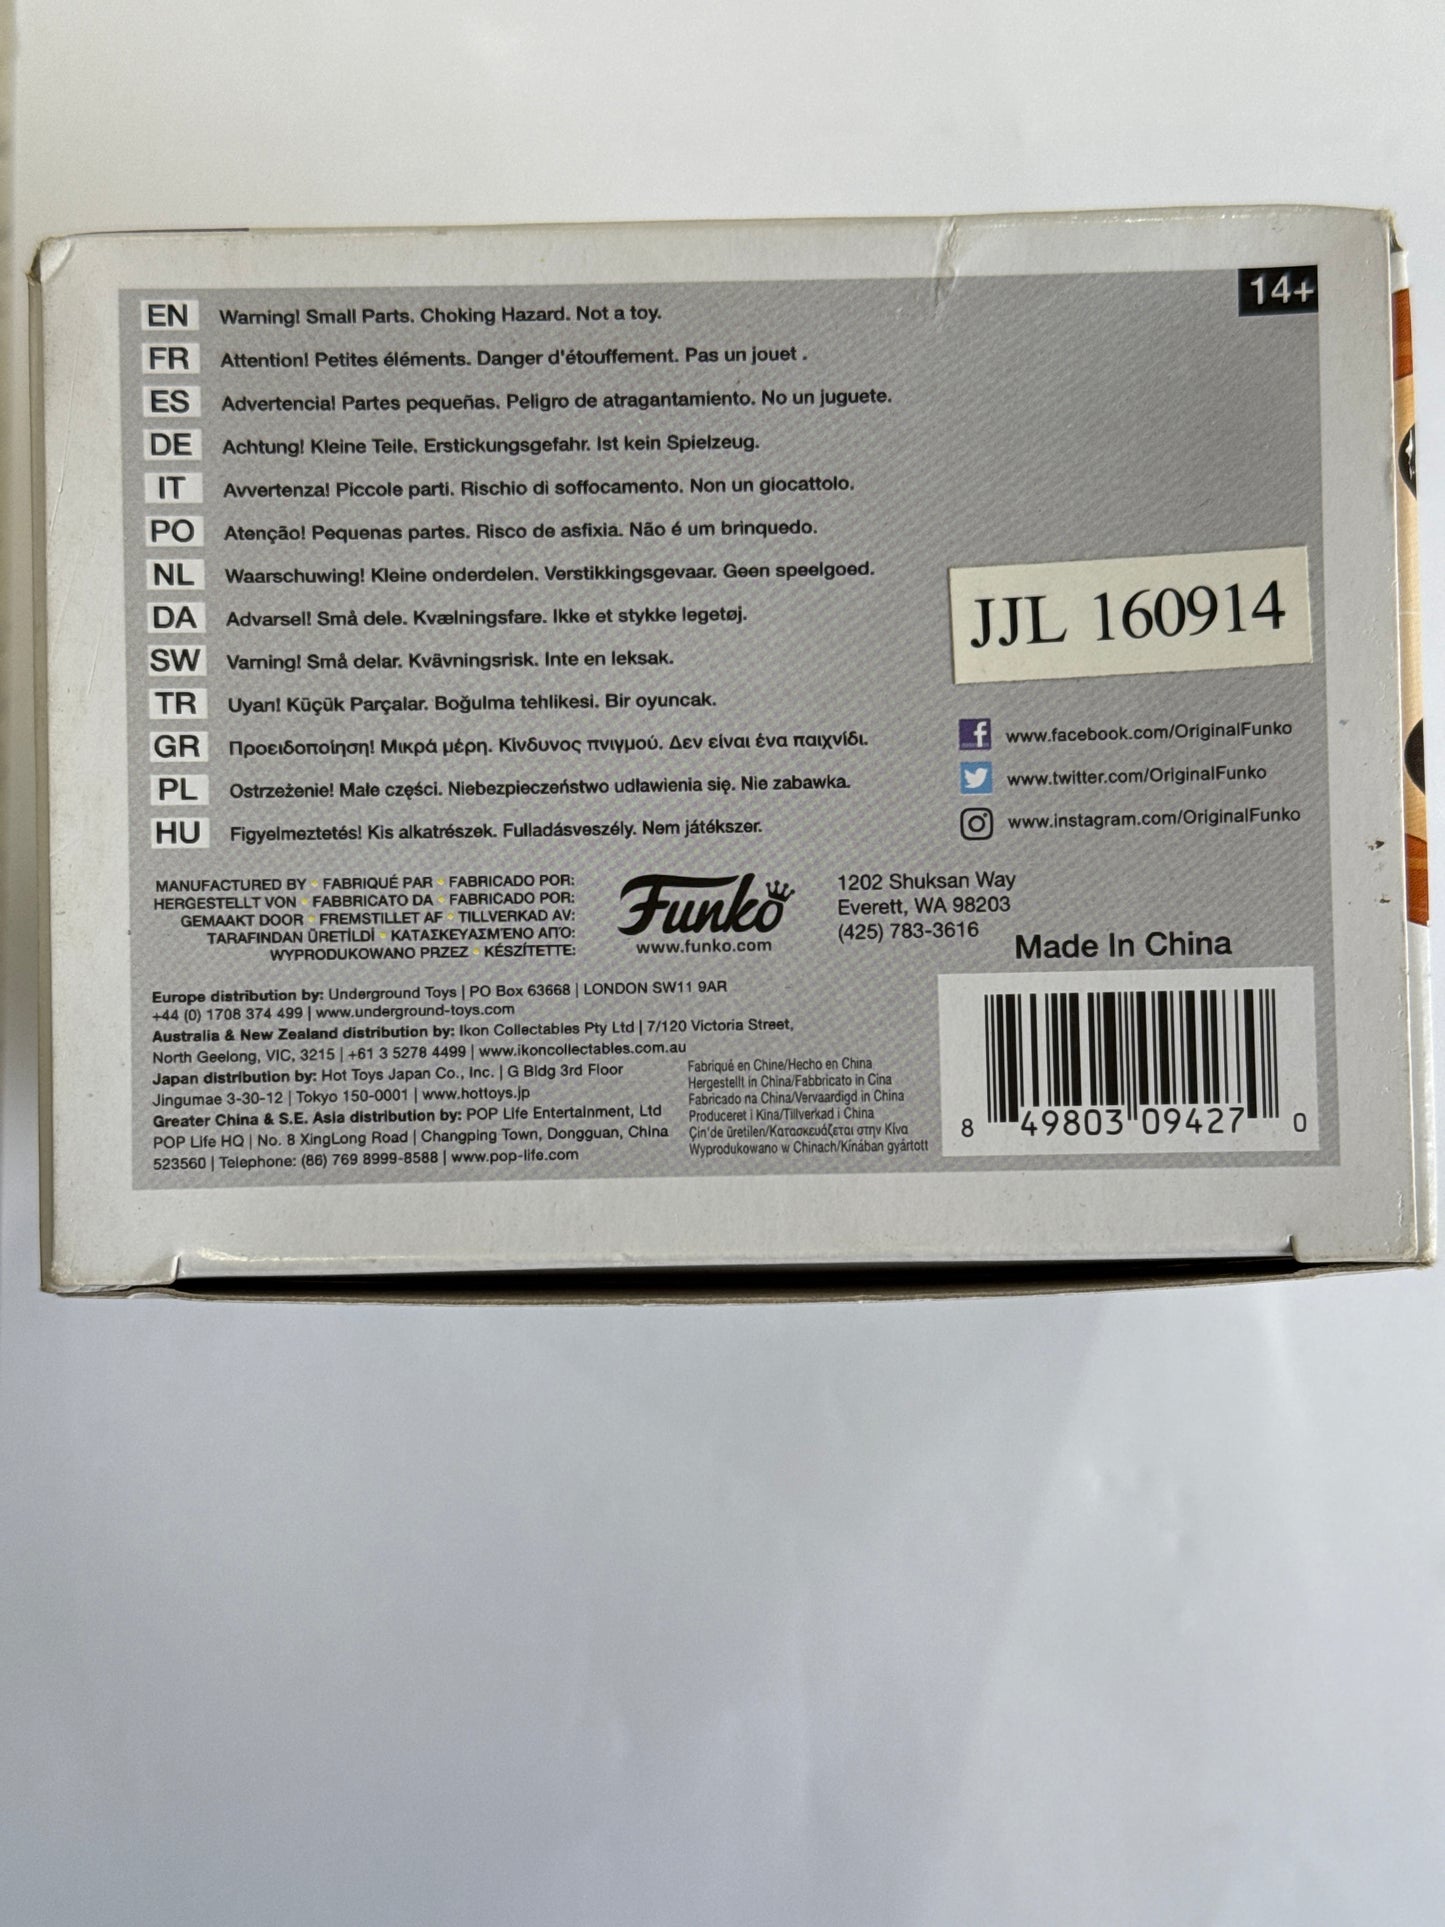 14+
EN Warning! Small Parts. Choking Hazard. Not a toy.
FR Attention! Petites éléments. Danger d'étouffement. Pas un jouet .
ES Advertencia! Partes pequeñas. Peligro de atragantamiento. No un juguete.
DE Achtung! Kleine Teile. Erstickungsgefahr. Ist kein Spielzeug.
IT Avvertenza! Piccole parti. Rischio di soffocamento. Non un giocattolo.
PO Atenção! Pequenas partes. Risco de asfixia. Não é um brinquedo.
NL Waarschuwing! Kleine onderdelen. Verstikkingsgevaar. Geen speelgoed.
DA Advarsel! Små dele. Kvælningsfare. Ikke et stykke legetøj.
SW Varning! Små delar. Kvävningsrisk. Inte en leksak.
TR Uyan! Küçük Parçalar. Boğulma tehlikesi. Bir oyuncak.
GR Προειδοποίηση! Μικρά μέρη. Κίνδυνος πνιγμού. Δεν είναι ένα παιχνίδι.
PL Ostrzeżenie! Małe części. Niebezpieczeństwo udławienia się. Nie zabawka.
HU Figyelmeztetés! Kis alkatrészek. Fulladásveszély. Nem játékszer.
JJL 160914
www.facebook.com/OriginalFunko
www.twitter.com/OriginalFunko
www.instagram.com/OriginalFunko
MANUFACTURED BY • FABRIQUÉ PAR • FABRICADO POR:
HERGESTELLT VON • FABBRICATO DA • FABRICADO POR:
GEMAAKT DOOR • FREMSTILLET AF • TILLVERKAD AV:
TARAFINDAN ÜRETİLDİ • ΚΑΤΑΣΚΕΥΑΣΜΈΝΟ ΑΠΌ:
WYPRODUKOWANO PRZEZ • KÉSZÍTETTE:
Funko
www.funko.com
1202 Shuksan Way
Everett, WA 98203
(425) 783-3616
Made In China
Europe distribution by: Underground Toys | PO Box 63668 | LONDON SW11 9AR
+44 (0) 1708 374 499 | www.underground-toys.com
Australia & New Zealand distribution by: Ikon Collectables Pty Ltd | 7/120 Victoria Street,
North Geelong, VIC, 3215 | +61 3 5278 4499 | www.ikoncollectables.com.au
Japan distribution by: Hot Toys Japan Co., Inc. | G Bldg 3rd Floor
Jingumae 3-30-12 | Tokyo 150-0001 | www.hottoys.jp
Greater China & S.E. Asia distribution by: POP Life Entertainment, Ltd
POP Life HQ | No. 8 XingLong Road | Changping Town, Dongguan, China
523560 | Telephone: (86) 769 8999-8588 | www.pop-life.com
Fabriqué en Chine/Hecho en China
Hergestellt in China/Fabbricato in Cina
Fabricado na China/Vervaardigd in China
Produceret i Kina/Tillverkad i China
Çin'de üretilen/Κατασκευάζεται στην Κίνα
Wyprodukowano w Chinach/Kínában gyártott
8 49803 09427 0